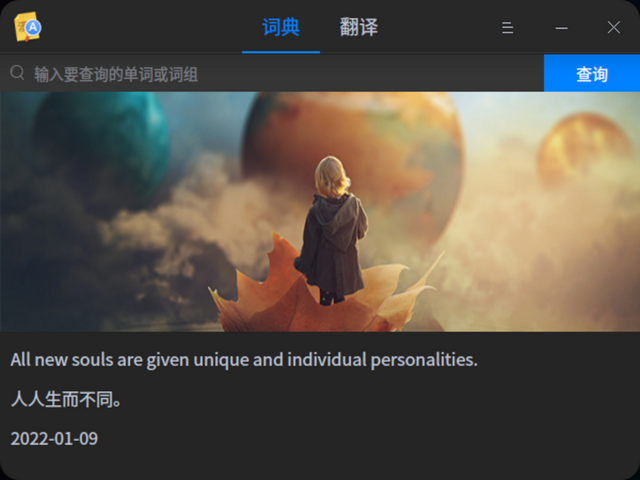 词典 翻译
输入要查询的单词或词组 查询
All new souls are given unique and individual personalities.
人人生而不同。
2022-01-09